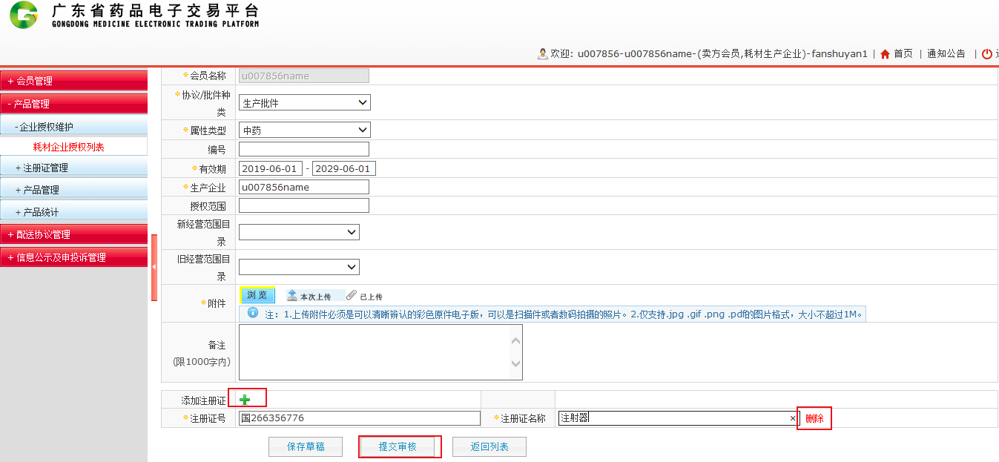 广东省药品电子交易平台
GONGDONG MEDICINE ELECTRONIC TRADING PLATFORM
欢迎: u007856-u007856name-(卖方会员,耗材生产企业)-fanshuyan1 | 首页 | 通知公告 |
+ 会员管理
- 产品管理
- 企业授权维护
耗材企业授权列表
+ 注册证管理
+ 产品管理
+ 产品统计
+ 配送协议管理
+ 信息公示及申投诉管理
*会员名称 u007856name
*协议/批件种
类
生产批件
*属性类型 中药
编号
*有效期 2019-06-01 - 2029-06-01
*生产企业 u007856name
授权范围
新经营范围目
录
旧经营范围目
录
*附件 浏览 本次上传 已上传
注：1.上传附件必须是可以清晰辨认的彩色原件电子版，可以是扫描件或者数码拍摄的照片。2.仅支持.jpg .gif .png .pdf的图片格式，大小不超过1M。
备注
(限1000字内)
添加注册证
*注册证号 国266356776 *注册证名称 注射器 × 删除
保存草稿 提交审核 返回列表